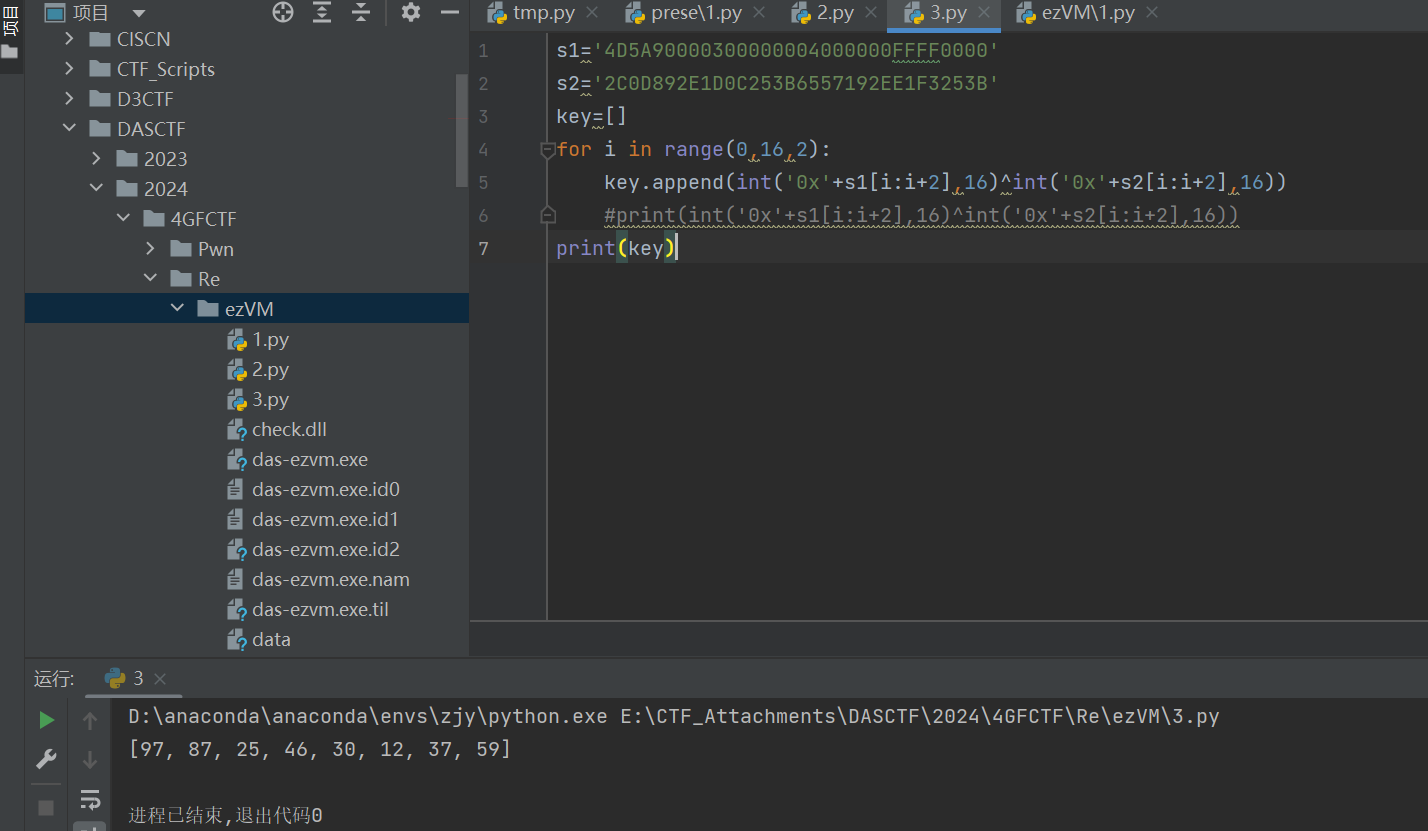 项目
项目
CISCN
CTF_Scripts
D3CTF
DASCTF
2023
2024
4GFCTF
Pwn
Re
ezVM
1.py
2.py
3.py
check.dll
das-ezvm.exe
das-ezvm.exe.id0
das-ezvm.exe.id1
das-ezvm.exe.id2
das-ezvm.exe.nam
das-ezvm.exe.til
data
tmp.py prese\1.py 2.py 3.py ezVM\1.py
1 s1='4D5A90000300000004000000FFFF0000'
2 s2='2C0D892E1D0C253B6557192EE1F3253B'
3 key=[]
4 for i in range(0,16,2):
5 key.append(int('0x'+s1[i:i+2],16)^int('0x'+s2[i:i+2],16))
6 #print(int('0x'+s1[i:i+2],16)^int('0x'+s2[i:i+2],16))
7 print(key)
运行: 3
D:\anaconda\anaconda\envs\zjy\python.exe E:\CTF_Attachments\DASCTF\2024\4GFCTF\Re\ezVM\3.py
[97, 87, 25, 46, 30, 12, 37, 59]
进程已结束,退出代码0